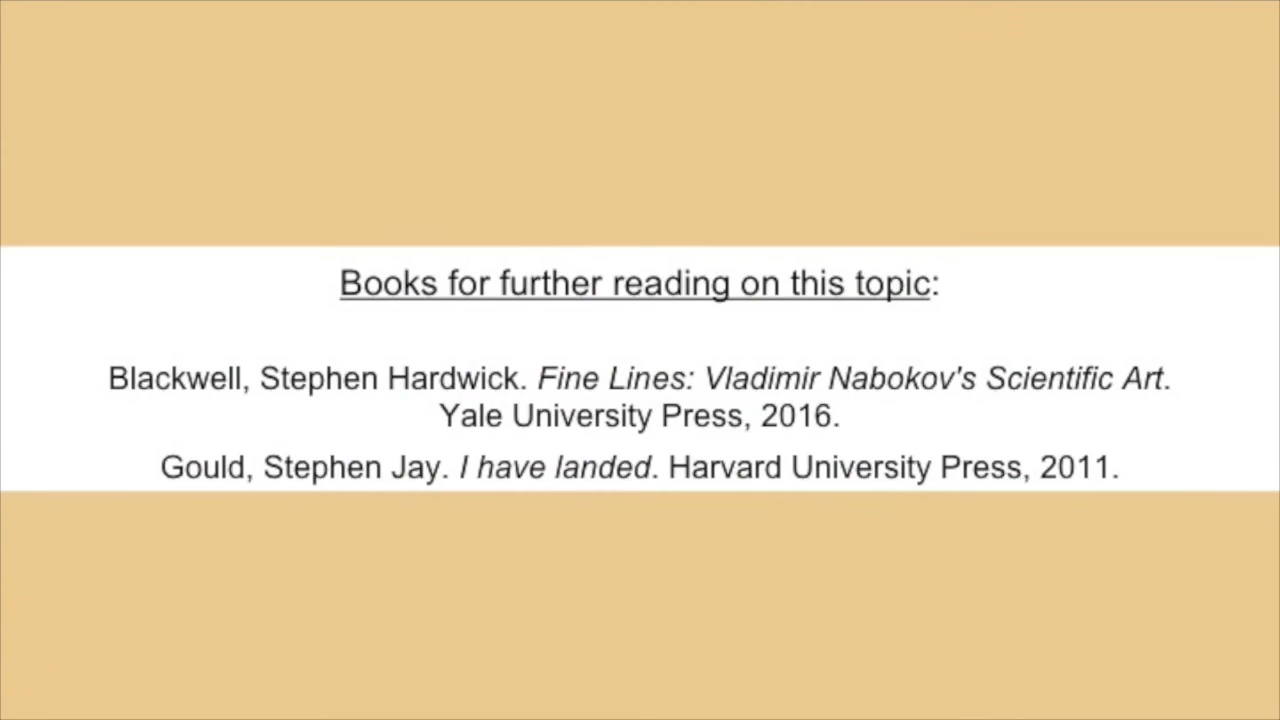 Books for further reading on this topic:
Blackwell, Stephen Hardwick. Fine Lines: Vladimir Nabokov's Scientific Art.
Yale University Press, 2016.
Gould, Stephen Jay. I have landed. Harvard University Press, 2011.